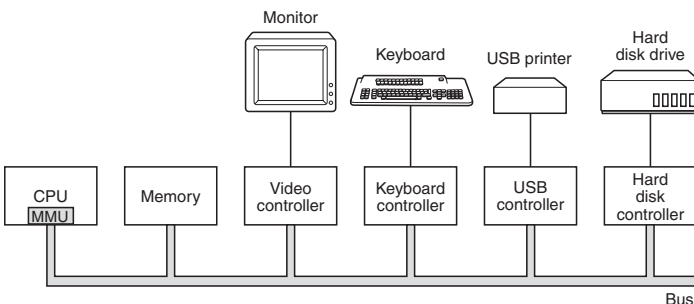 Monitor
Keyboard
USB printer
Hard
disk drive
CPU
MMU
Memory
Video
controller
Keyboard
controller
USB
controller
Hard
disk
controller
Bus